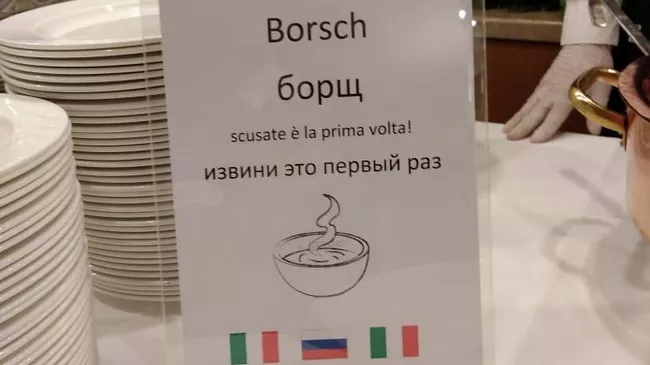 Borsch
борщ
scusate è la prima volta!
извини это первый раз